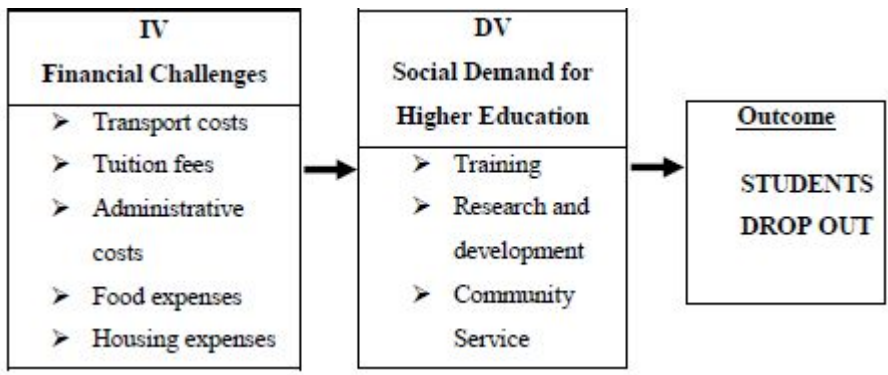 IV
Financial Challenges
➢ Transport costs
➢ Tuition fees
➢ Administrative
costs
➢ Food expenses
➢ Housing expenses
DV
Social Demand for
Higher Education
➢ Training
➢ Research and
development
➢ Community
Service
Outcome
STUDENTS
DROP OUT